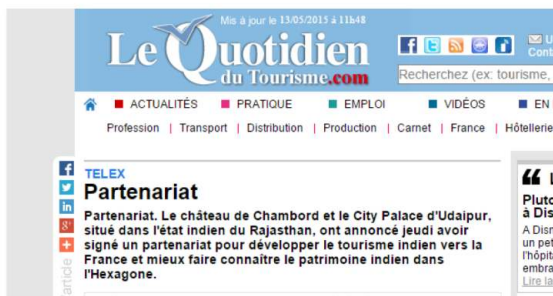 Mis à jour le 13/05/2015 à 11h48
Le Quotidien
du Tourisme.com
Recherchez (ex: tourisme,
ACTUALITÉS PRATIQUE EMPLOI VIDÉOS EN
Profession | Transport | Distribution | Production | Carnet | France | Hôtellerie
TELEX
Partenariat
Partenariat. Le château de Chambord et le City Palace d'Udaipur,
situé dans l'état indien du Rajasthan, ont annoncé jeudi avoir
signé un partenariat pour développer le tourisme indien vers la
France et mieux faire connaître le patrimoine indien dans
l'Hexagone.
article
L
Pluto
à Dis
A Disn
un pet
l'hôpit
embra
Lire la